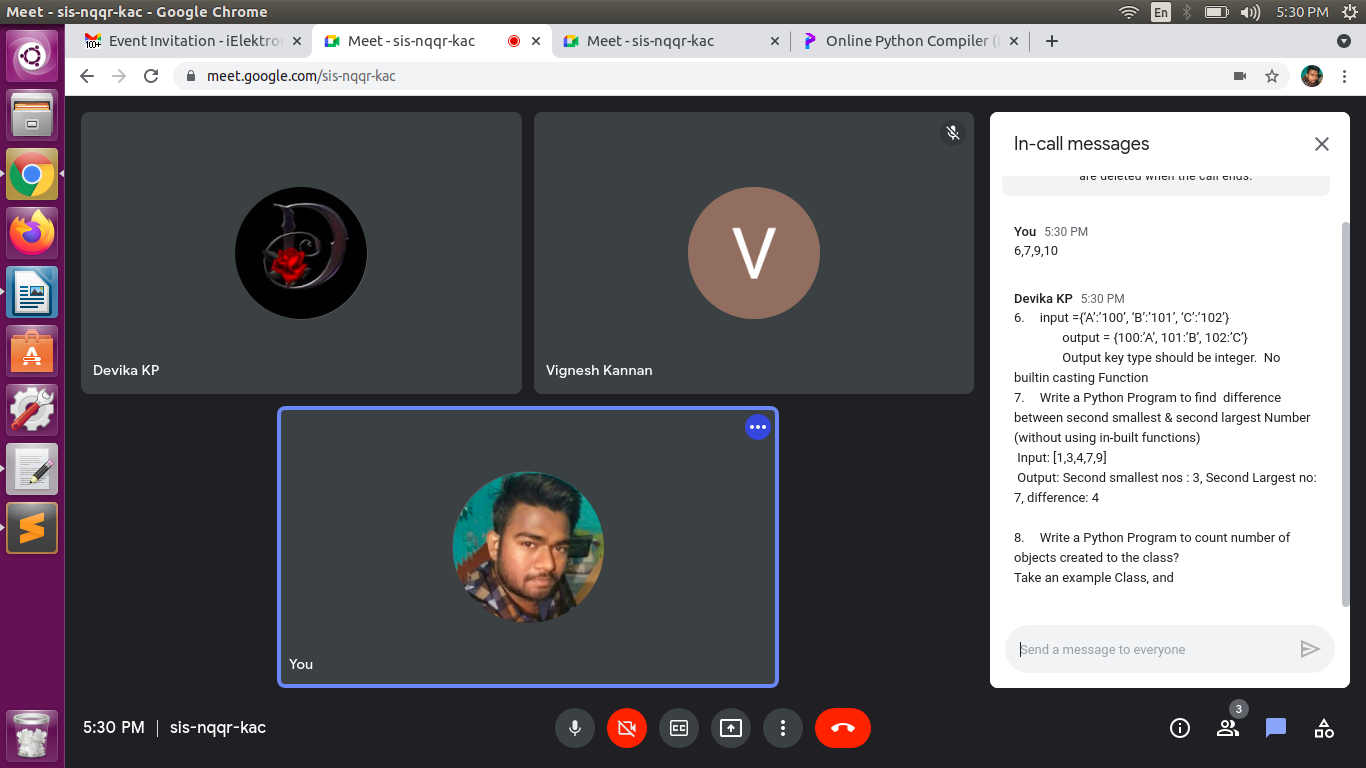 Meet - sis-nqqr-kac - Google Chrome
En
5:30 PM
100+
Event Invitation - iElektro
Meet - sis-nqqr-kac
Meet - sis-nqqr-kac
Online Python Compiler (
meet.google.com/sis-nqqr-kac
Devika KP
V
Vignesh Kannan
You
In-call messages
are deleted when the call ends.
You 5:30 PM
6,7,9,10
Devika KP 5:30 PM
6. input ={‘A’:’100’, ‘B’:’101’, ‘C’:’102’}
output = {100:’A’, 101:’B’, 102:’C’}
Output key type should be integer. No
builtin casting Function
7. Write a Python Program to find difference
between second smallest & second largest Number
(without using in-built functions)
Input: [1,3,4,7,9]
Output: Second smallest nos : 3, Second Largest no:
7, difference: 4
8. Write a Python Program to count number of
objects created to the class?
Take an example Class, and
Send a message to everyone
5:30 PM | sis-nqqr-kac
3